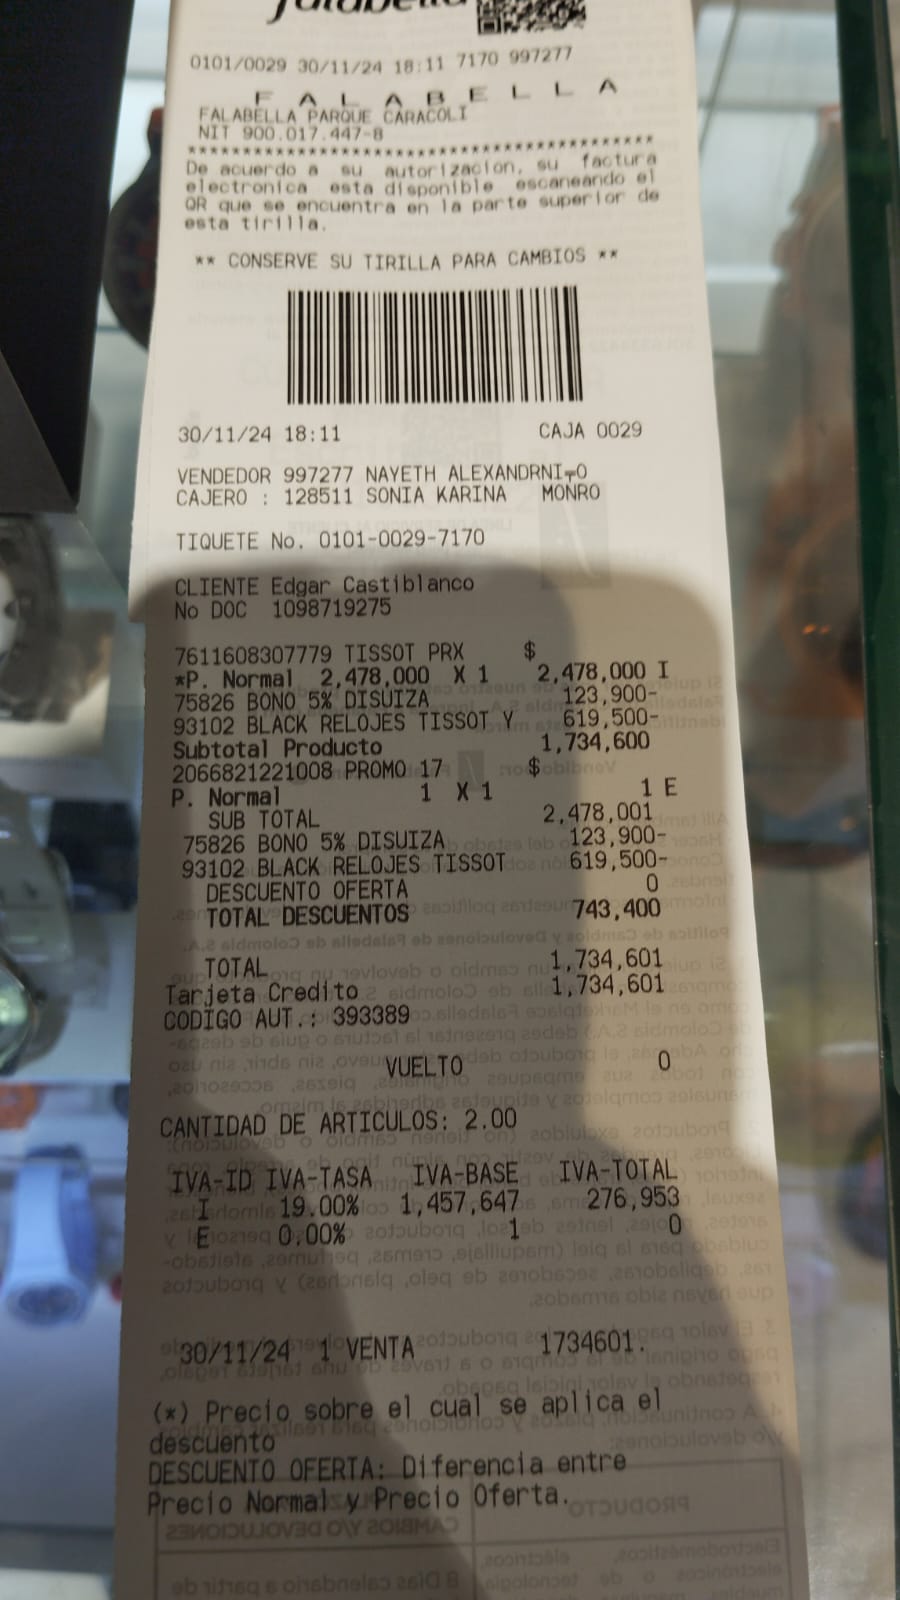 falabella
0101/0029 30/11/24 18:11 7170 997277
F A L A B E L L A
FALABELLA PARQUE CARACOLI
NIT 900.017.447-8
******************************************
De acuerdo a su autorizacion, su factura
electronica esta disponible escaneando el
QR que se encuentra en la parte superior de
esta tirilla.
** CONSERVE SU TIRILLA PARA CAMBIOS **
30/11/24 18:11 CAJA 0029
VENDEDOR 997277 NAYETH ALEXANDRNI┬O
CAJERO : 128511 SONIA KARINA MONRO
TIQUETE No. 0101-0029-7170
CLIENTE Edgar Castiblanco
No DOC 1098719275
7611608307779 TISSOT PRX $
*P. Normal 2,478,000 X 1 2,478,000 I
75826 BONO 5% DISUIZA 123,900-
93102 BLACK RELOJES TISSOT Y 619,500-
Subtotal Producto 1,734,600
2066821221008 PROMO 17 $
P. Normal 1 X 1 1 E
SUB TOTAL 2,478,001
75826 BONO 5% DISUIZA 123,900-
93102 BLACK RELOJES TISSOT 619,500-
DESCUENTO OFERTA 0
TOTAL DESCUENTOS 743,400
TOTAL 1,734,601
Tarjeta Credito 1,734,601
CODIGO AUT.: 393389
VUELTO 0
CANTIDAD DE ARTICULOS: 2.00
IVA-ID IVA-TASA IVA-BASE IVA-TOTAL
I 19.00% 1,457,647 276,953
E 0.00% 1 0
30/11/24 1 VENTA 1734601.
(*) Precio sobre el cual se aplica el
descuento
DESCUENTO OFERTA: Diferencia entre
Precio Normal y Precio Oferta.